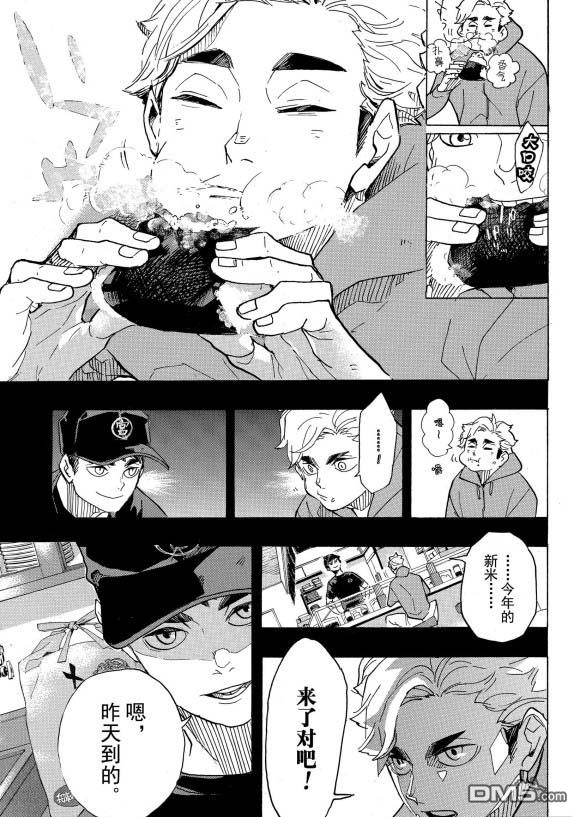 香气
扑鼻
大口咬
嗯～
嚼
………！
宮
……今年的
新米……
来了对吧！
嗯，
昨天到的。
DM5.com